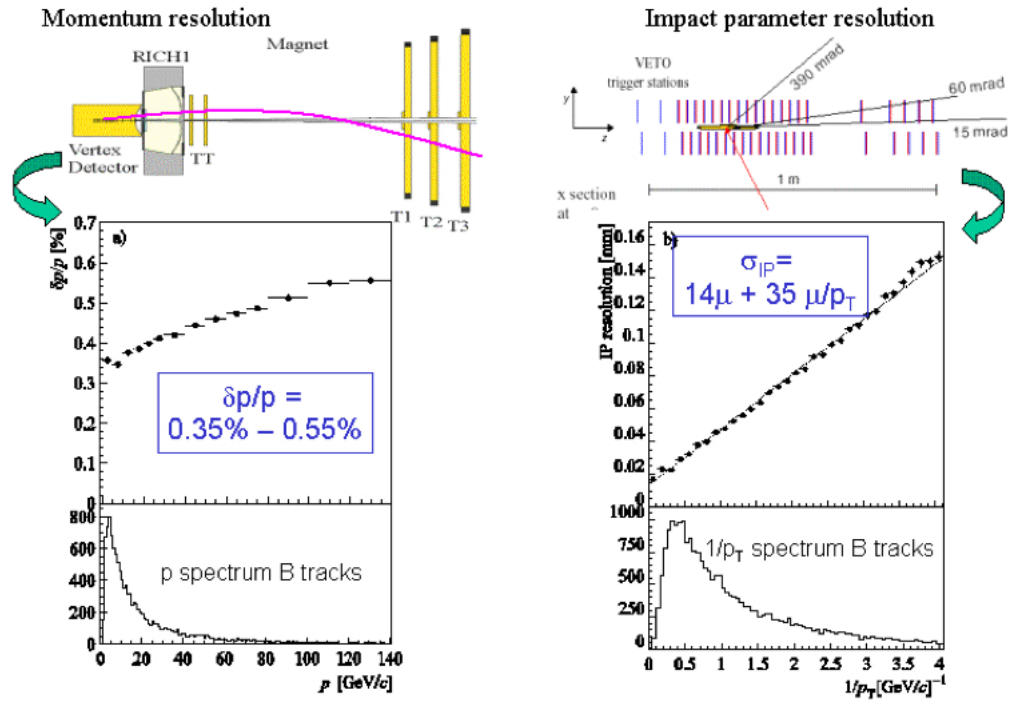 Momentum resolution
Magnet
RICH1
Vertex
Detector
TT
T1 T2 T3
Impact parameter resolution
VETO
trigger stations
390 mrad
60 mrad
15 mrad
y
z
1 m
x section
at
a)
δp/p [%]
0.7
0.6
0.5
0.4
0.3
0.2
0.1
0
δp/p =
0.35% – 0.55%
800
600
400
200
0
p spectrum B tracks
0 20 40 60 80 100 120 140
p [GeV/c]
b)
IP resolution [mm]
0.16
0.14
0.12
0.1
0.08
0.06
0.04
0.02
0
σIP=
14μ + 35 μ/pT
1000
750
500
250
0
1/pT spectrum B tracks
0 0.5 1 1.5 2 2.5 3 3.5 4
1/pT[GeV/c]⁻¹